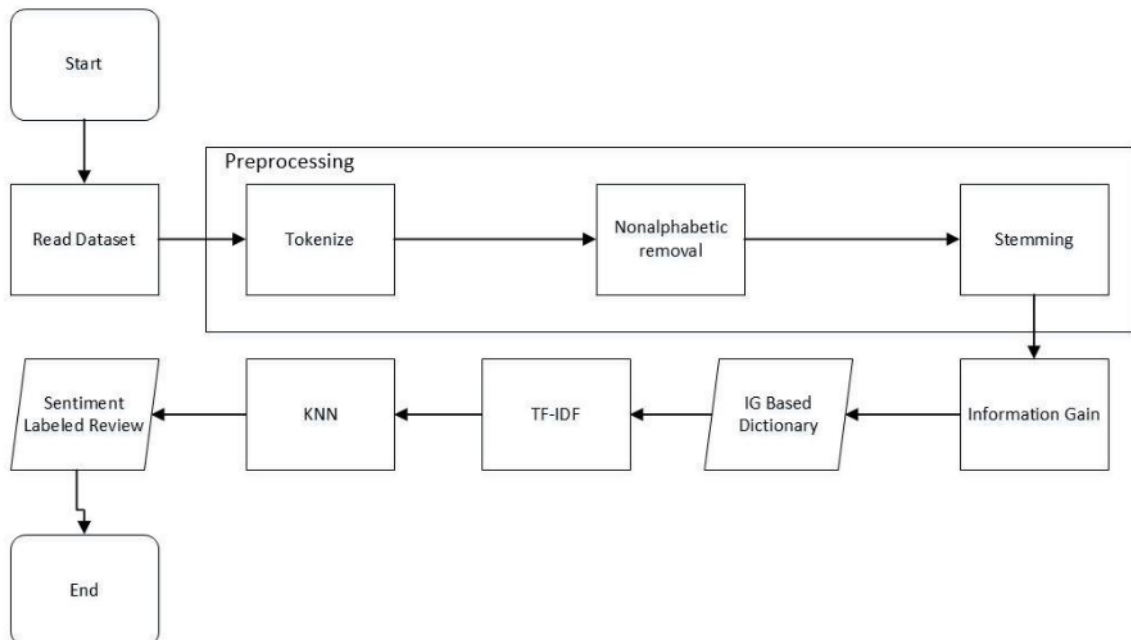 Start
Preprocessing
Read Dataset
Tokenize
Nonalphabetic
removal
Stemming
Sentiment
Labeled Review
KNN
TF-IDF
IG Based
Dictionary
Information Gain
End